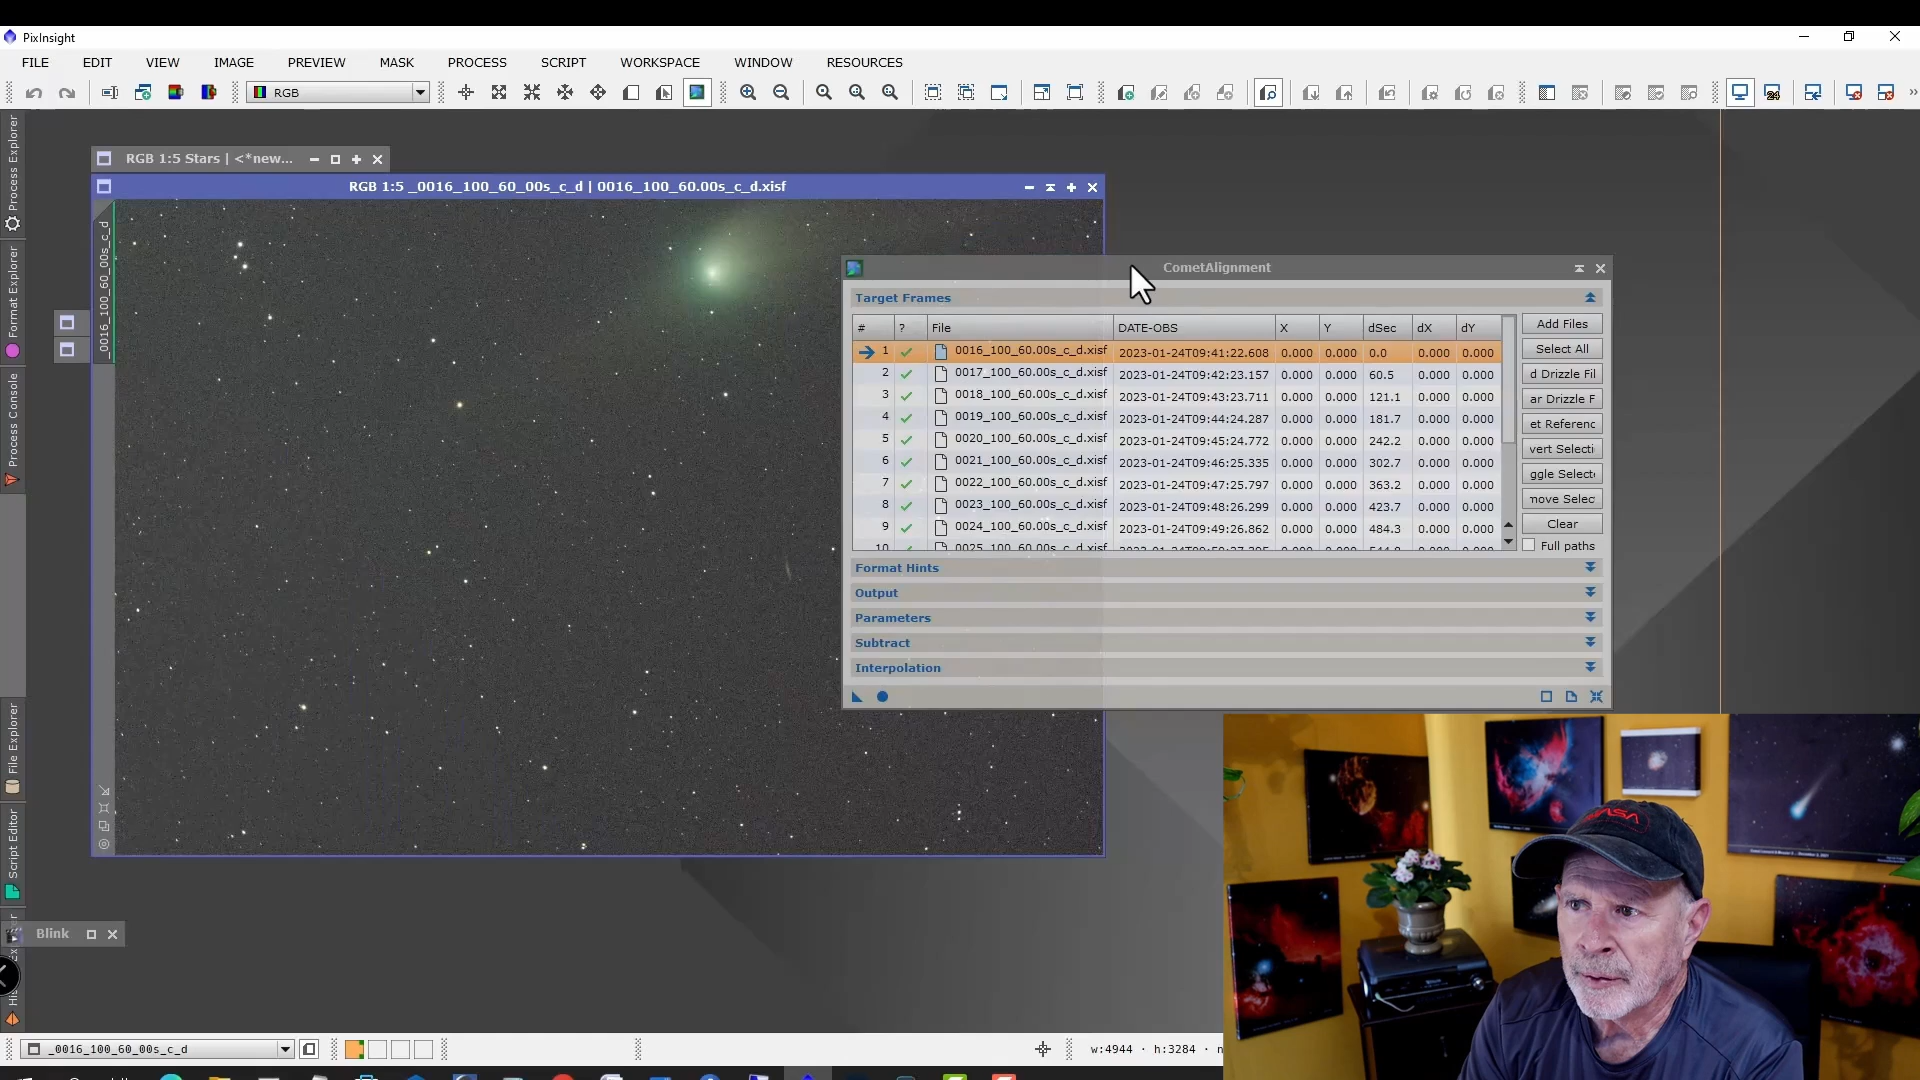 PixInsight
FILE EDIT VIEW IMAGE PREVIEW MASK PROCESS SCRIPT WORKSPACE WINDOW RESOURCES
RGB
24
Process Explorer
Format Explorer
Process Console
File Explorer
Script Editor
RGB 1:5 Stars | <*new...
RGB 1:5 _0016_100_60_00s_c_d | 0016_100_60.00s_c_d.xisf
_0016_100_60_00s_c_d
CometAlignment
Target Frames
# ? File DATE-OBS X Y dSec dX dY
1 0016_100_60.00s_c_d.xisf 2023-01-24T09:41:22.608 0.000 0.000 0.0 0.000 0.000
2 0017_100_60.00s_c_d.xisf 2023-01-24T09:42:23.157 0.000 0.000 60.5 0.000 0.000
3 0018_100_60.00s_c_d.xisf 2023-01-24T09:43:23.711 0.000 0.000 121.1 0.000 0.000
4 0019_100_60.00s_c_d.xisf 2023-01-24T09:44:24.287 0.000 0.000 181.7 0.000 0.000
5 0020_100_60.00s_c_d.xisf 2023-01-24T09:45:24.772 0.000 0.000 242.2 0.000 0.000
6 0021_100_60.00s_c_d.xisf 2023-01-24T09:46:25.335 0.000 0.000 302.7 0.000 0.000
7 0022_100_60.00s_c_d.xisf 2023-01-24T09:47:25.797 0.000 0.000 363.2 0.000 0.000
8 0023_100_60.00s_c_d.xisf 2023-01-24T09:48:26.299 0.000 0.000 423.7 0.000 0.000
9 0024_100_60.00s_c_d.xisf 2023-01-24T09:49:26.862 0.000 0.000 484.3 0.000 0.000
10 0025_100_60.00s_c_d.xisf
Add Files
Select All
d Drizzle Fil
ar Drizzle F
et Referenc
vert Selecti
ggle Select
move Selec
Clear
Full paths
Format Hints
Output
Parameters
Subtract
Interpolation
Blink
_0016_100_60_00s_c_d
w:4944 · h:3284 · n
NASA